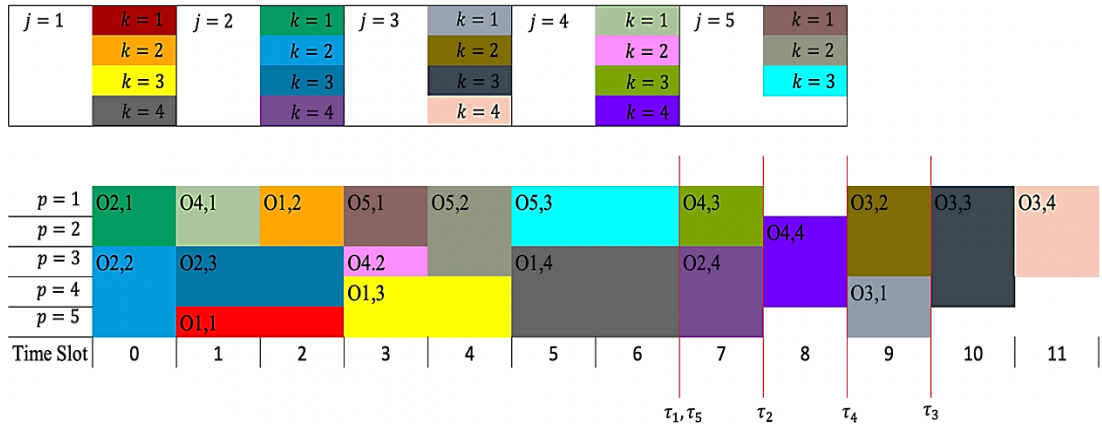 j = 1 k = 1 j = 2 k = 1 j = 3 k = 1 j = 4 k = 1 j = 5 k = 1
k = 2 k = 2 k = 2 k = 2 k = 2
k = 3 k = 3 k = 3 k = 3 k = 3
k = 4 k = 4 k = 4 k = 4
p = 1 O2,1 O4,1 O1,2 O5,1 O5,2 O5,3 O4,3 O3,2 O3,3 O3,4
p = 2 O4,4
p = 3 O2,2 O2,3 O4.2 O1,4 O2,4
p = 4 O1,3 O3,1
p = 5 O1,1
Time Slot 0 1 2 3 4 5 6 7 8 9 10 11
τ₁, τ₅ τ₂ τ₄ τ₃